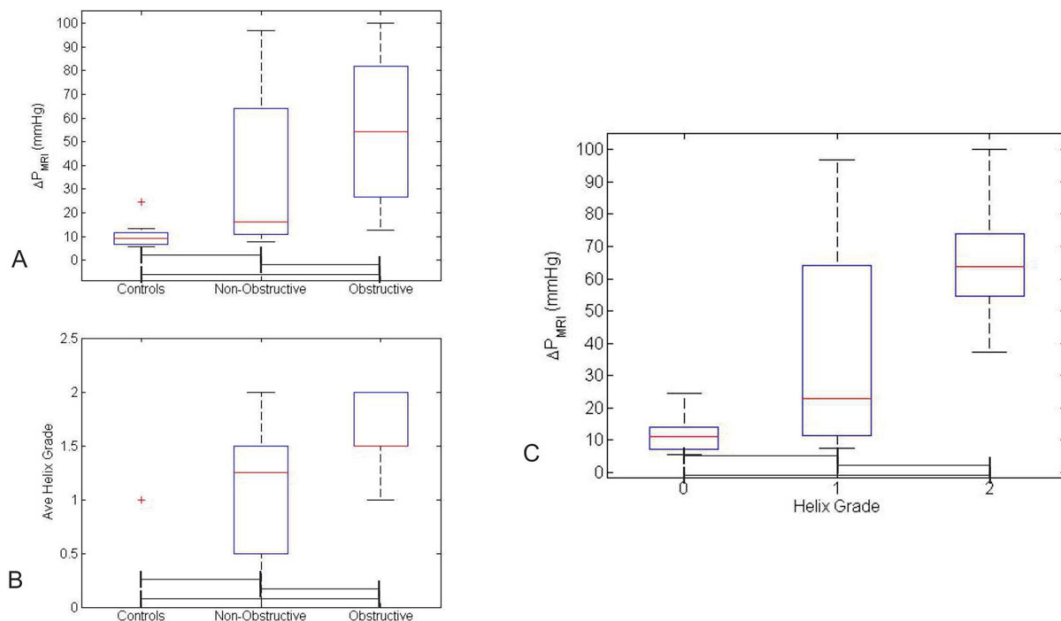 A
ΔP_MRI (mmHg)
100
90
80
70
60
50
40
30
20
10
0
Controls Non-Obstructive Obstructive
B
Ave Helix Grade
2.5
2
1.5
1
0.5
0
Controls Non-Obstructive Obstructive
C
ΔP_MRI (mmHg)
100
90
80
70
60
50
40
30
20
10
0
0 1 2
Helix Grade